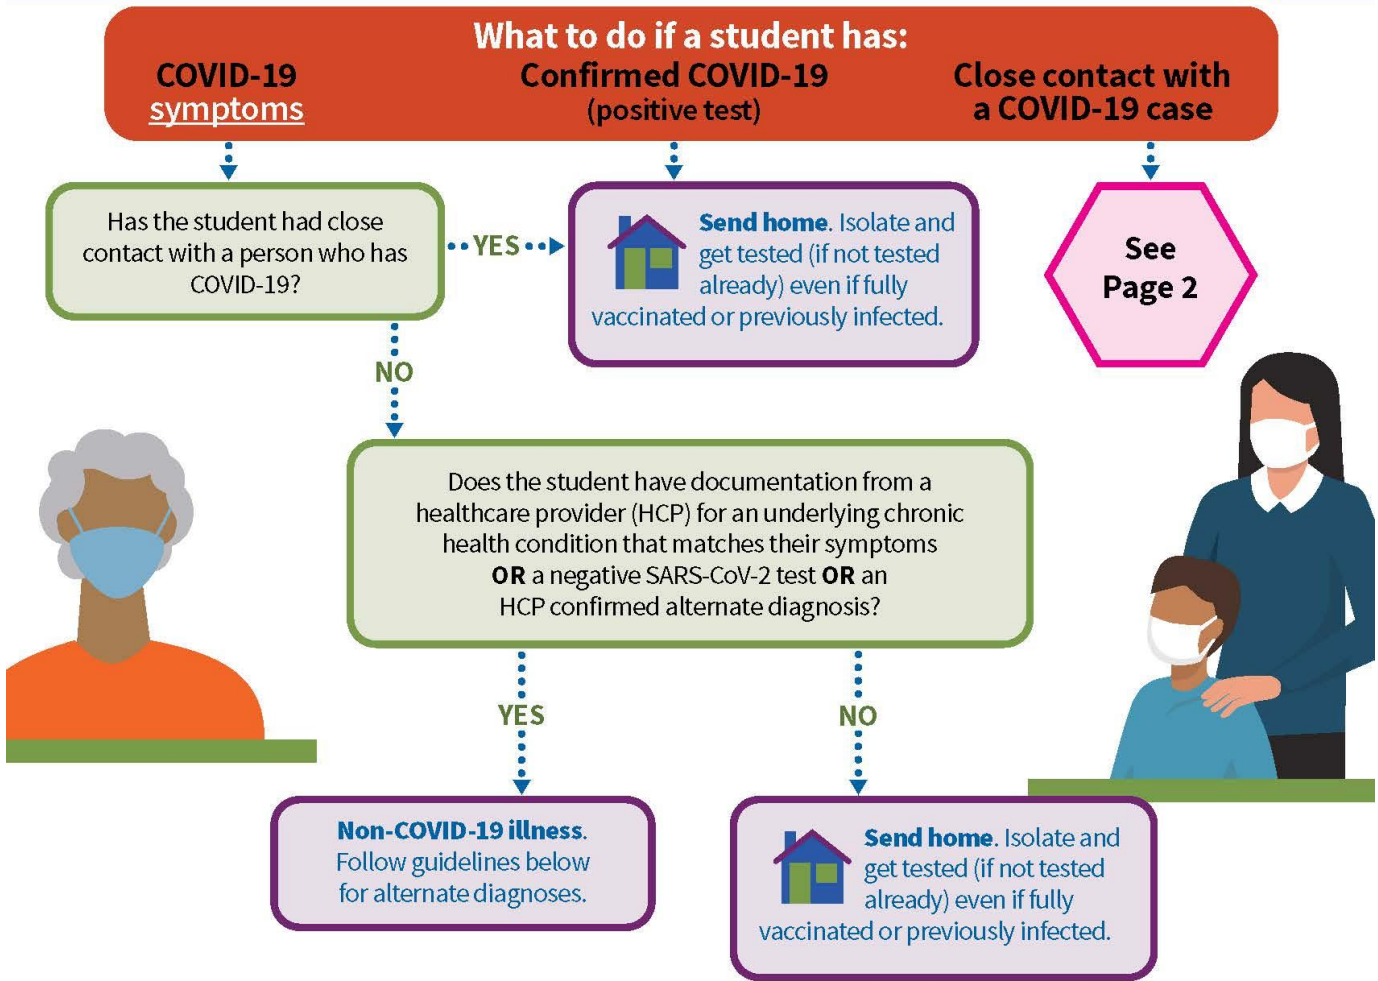 What to do if a student has:
COVID-19
symptoms
Confirmed COVID-19
(positive test)
Close contact with
a COVID-19 case
Has the student had close
contact with a person who has
COVID-19?
YES
Send home. Isolate and
get tested (if not tested
already) even if fully
vaccinated or previously infected.
See
Page 2
NO
Does the student have documentation from a
healthcare provider (HCP) for an underlying chronic
health condition that matches their symptoms
OR a negative SARS-CoV-2 test OR an
HCP confirmed alternate diagnosis?
YES
NO
Non-COVID-19 illness.
Follow guidelines below
for alternate diagnoses.
Send home. Isolate and
get tested (if not tested
already) even if fully
vaccinated or previously infected.